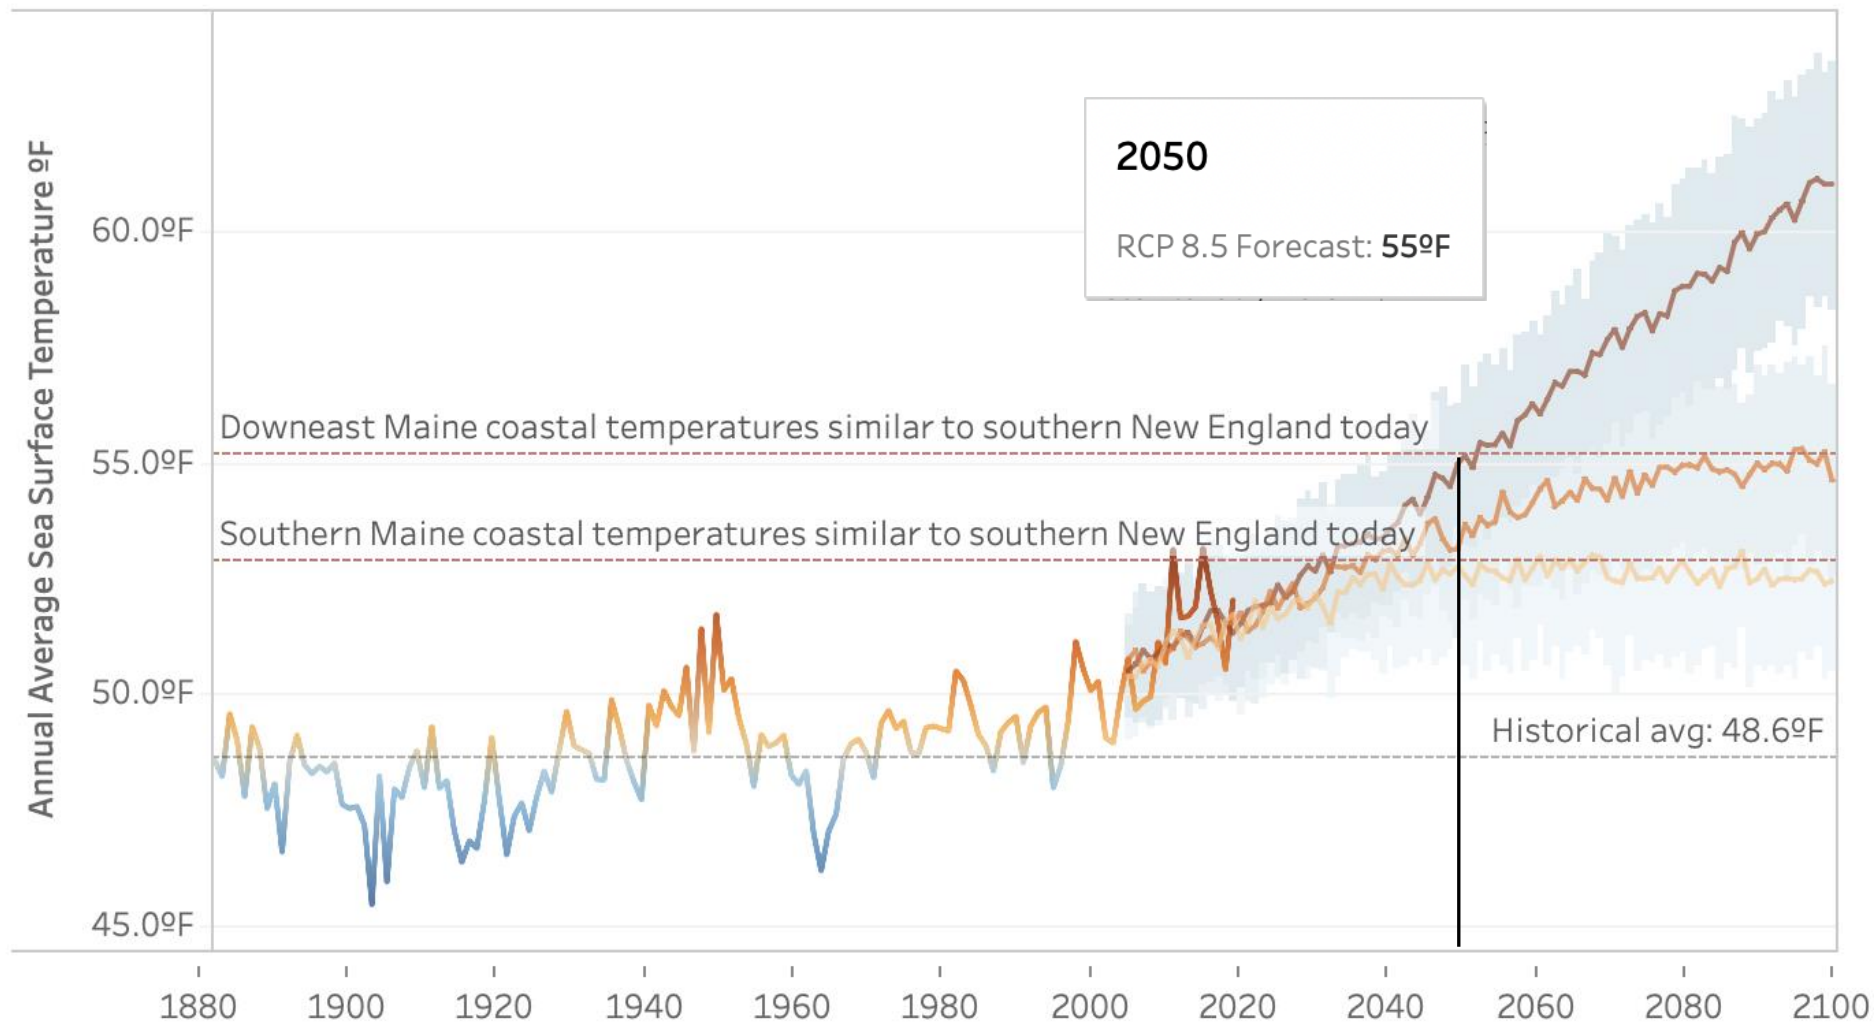 2050
RCP 8.5 Forecast: 55ºF
Annual Average Sea Surface Temperature ºF
60.0ºF
Downeast Maine coastal temperatures similar to southern New England today
55.0ºF
Southern Maine coastal temperatures similar to southern New England today
50.0ºF
Historical avg: 48.6ºF
45.0ºF
1880 1900 1920 1940 1960 1980 2000 2020 2040 2060 2080 2100